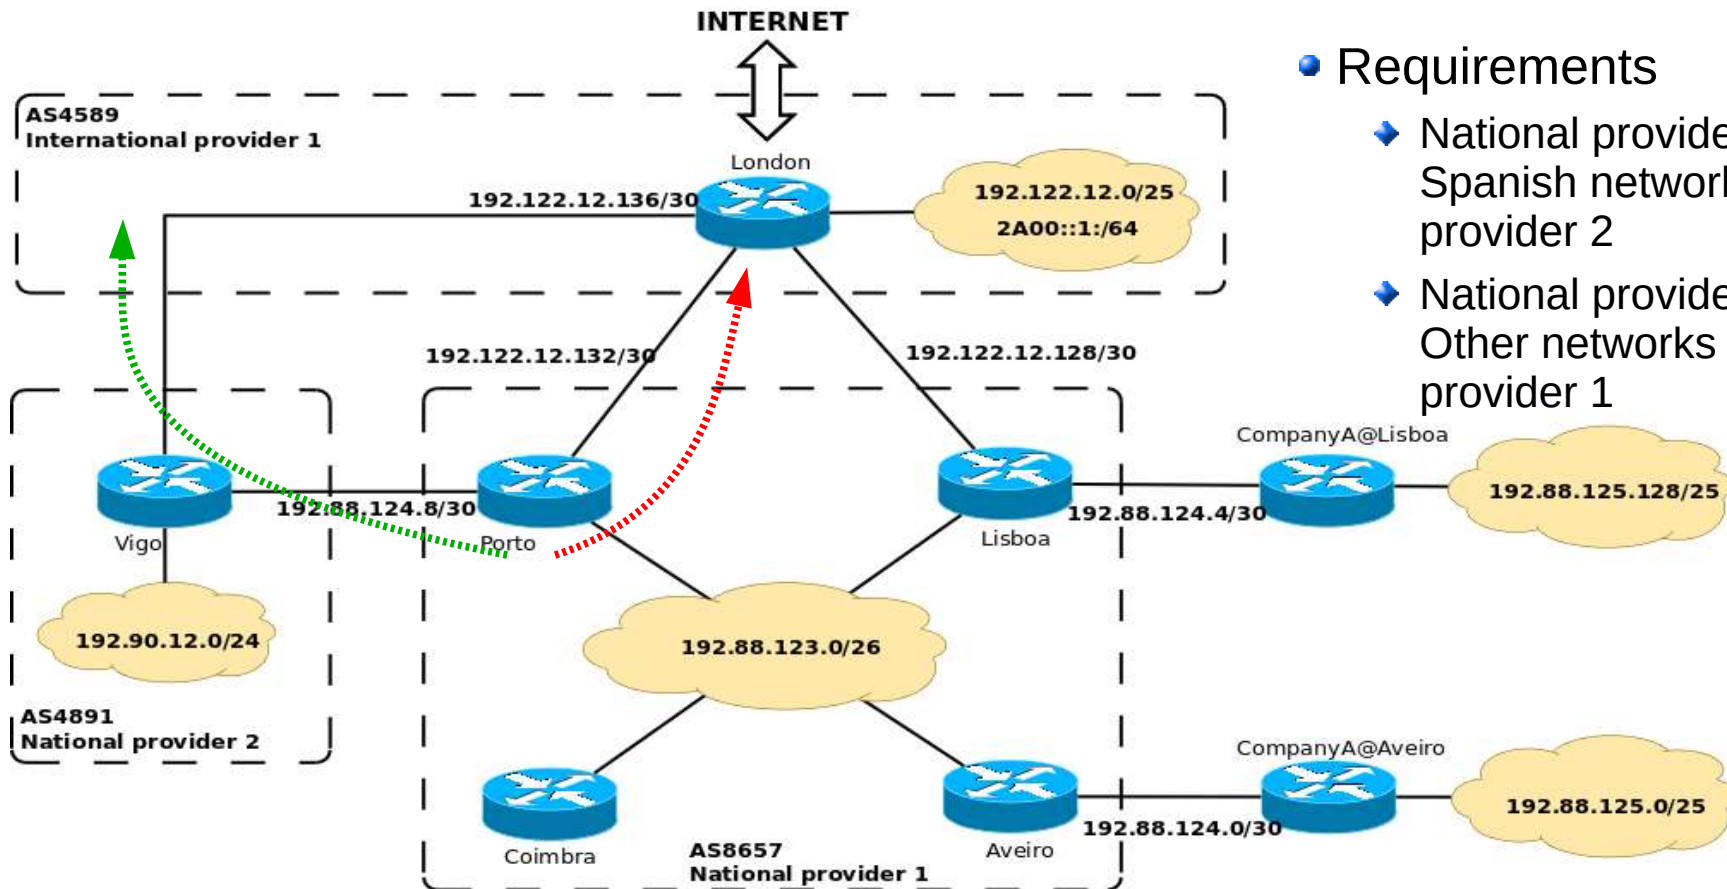 INTERNET
AS4589
International provider 1
London
192.122.12.136/30
192.122.12.0/25
2A00::1:/64
192.122.12.132/30
192.122.12.128/30
Requirements
National
Spanish
provider 2
National
Other networks
provider 1
CompanyA@Lisboa
192.88.125.128/25
192.88.124.8/30
192.88.124.4/30
Vigo
Porto
Lisboa
192.90.12.0/24
192.88.123.0/26
AS4891
National provider 2
CompanyA@Aveiro
192.88.125.0/25
192.88.124.0/30
Coimbra
Aveiro
AS8657
National provider 1